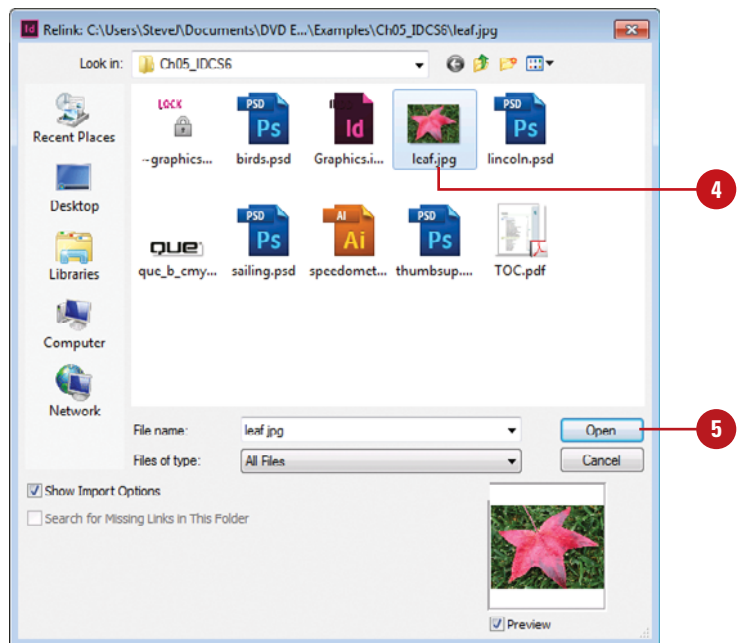 Relink: C:\Users\SteveJ\Documents\DVD E...\Examples\Ch05_IDCS6\leaf.jpg
Look in:
Ch05_IDCS6
Recent Places
Desktop
Libraries
Computer
Network
LOCK
PSD
PSD
Ps
Id
Ps
~graphics...
birds.psd
Graphics.i...
leaf.jpg
lincoln.psd
4
PSD
AI
PSD
que
Ps
Ai
Ps
que_b_cmy...
sailing.psd
speedomet...
thumbsup....
TOC.pdf
File name:
leaf.jpg
Open
5
Files of type:
All Files
Cancel
Show Import Options
Search for Missing Links in This Folder
Preview